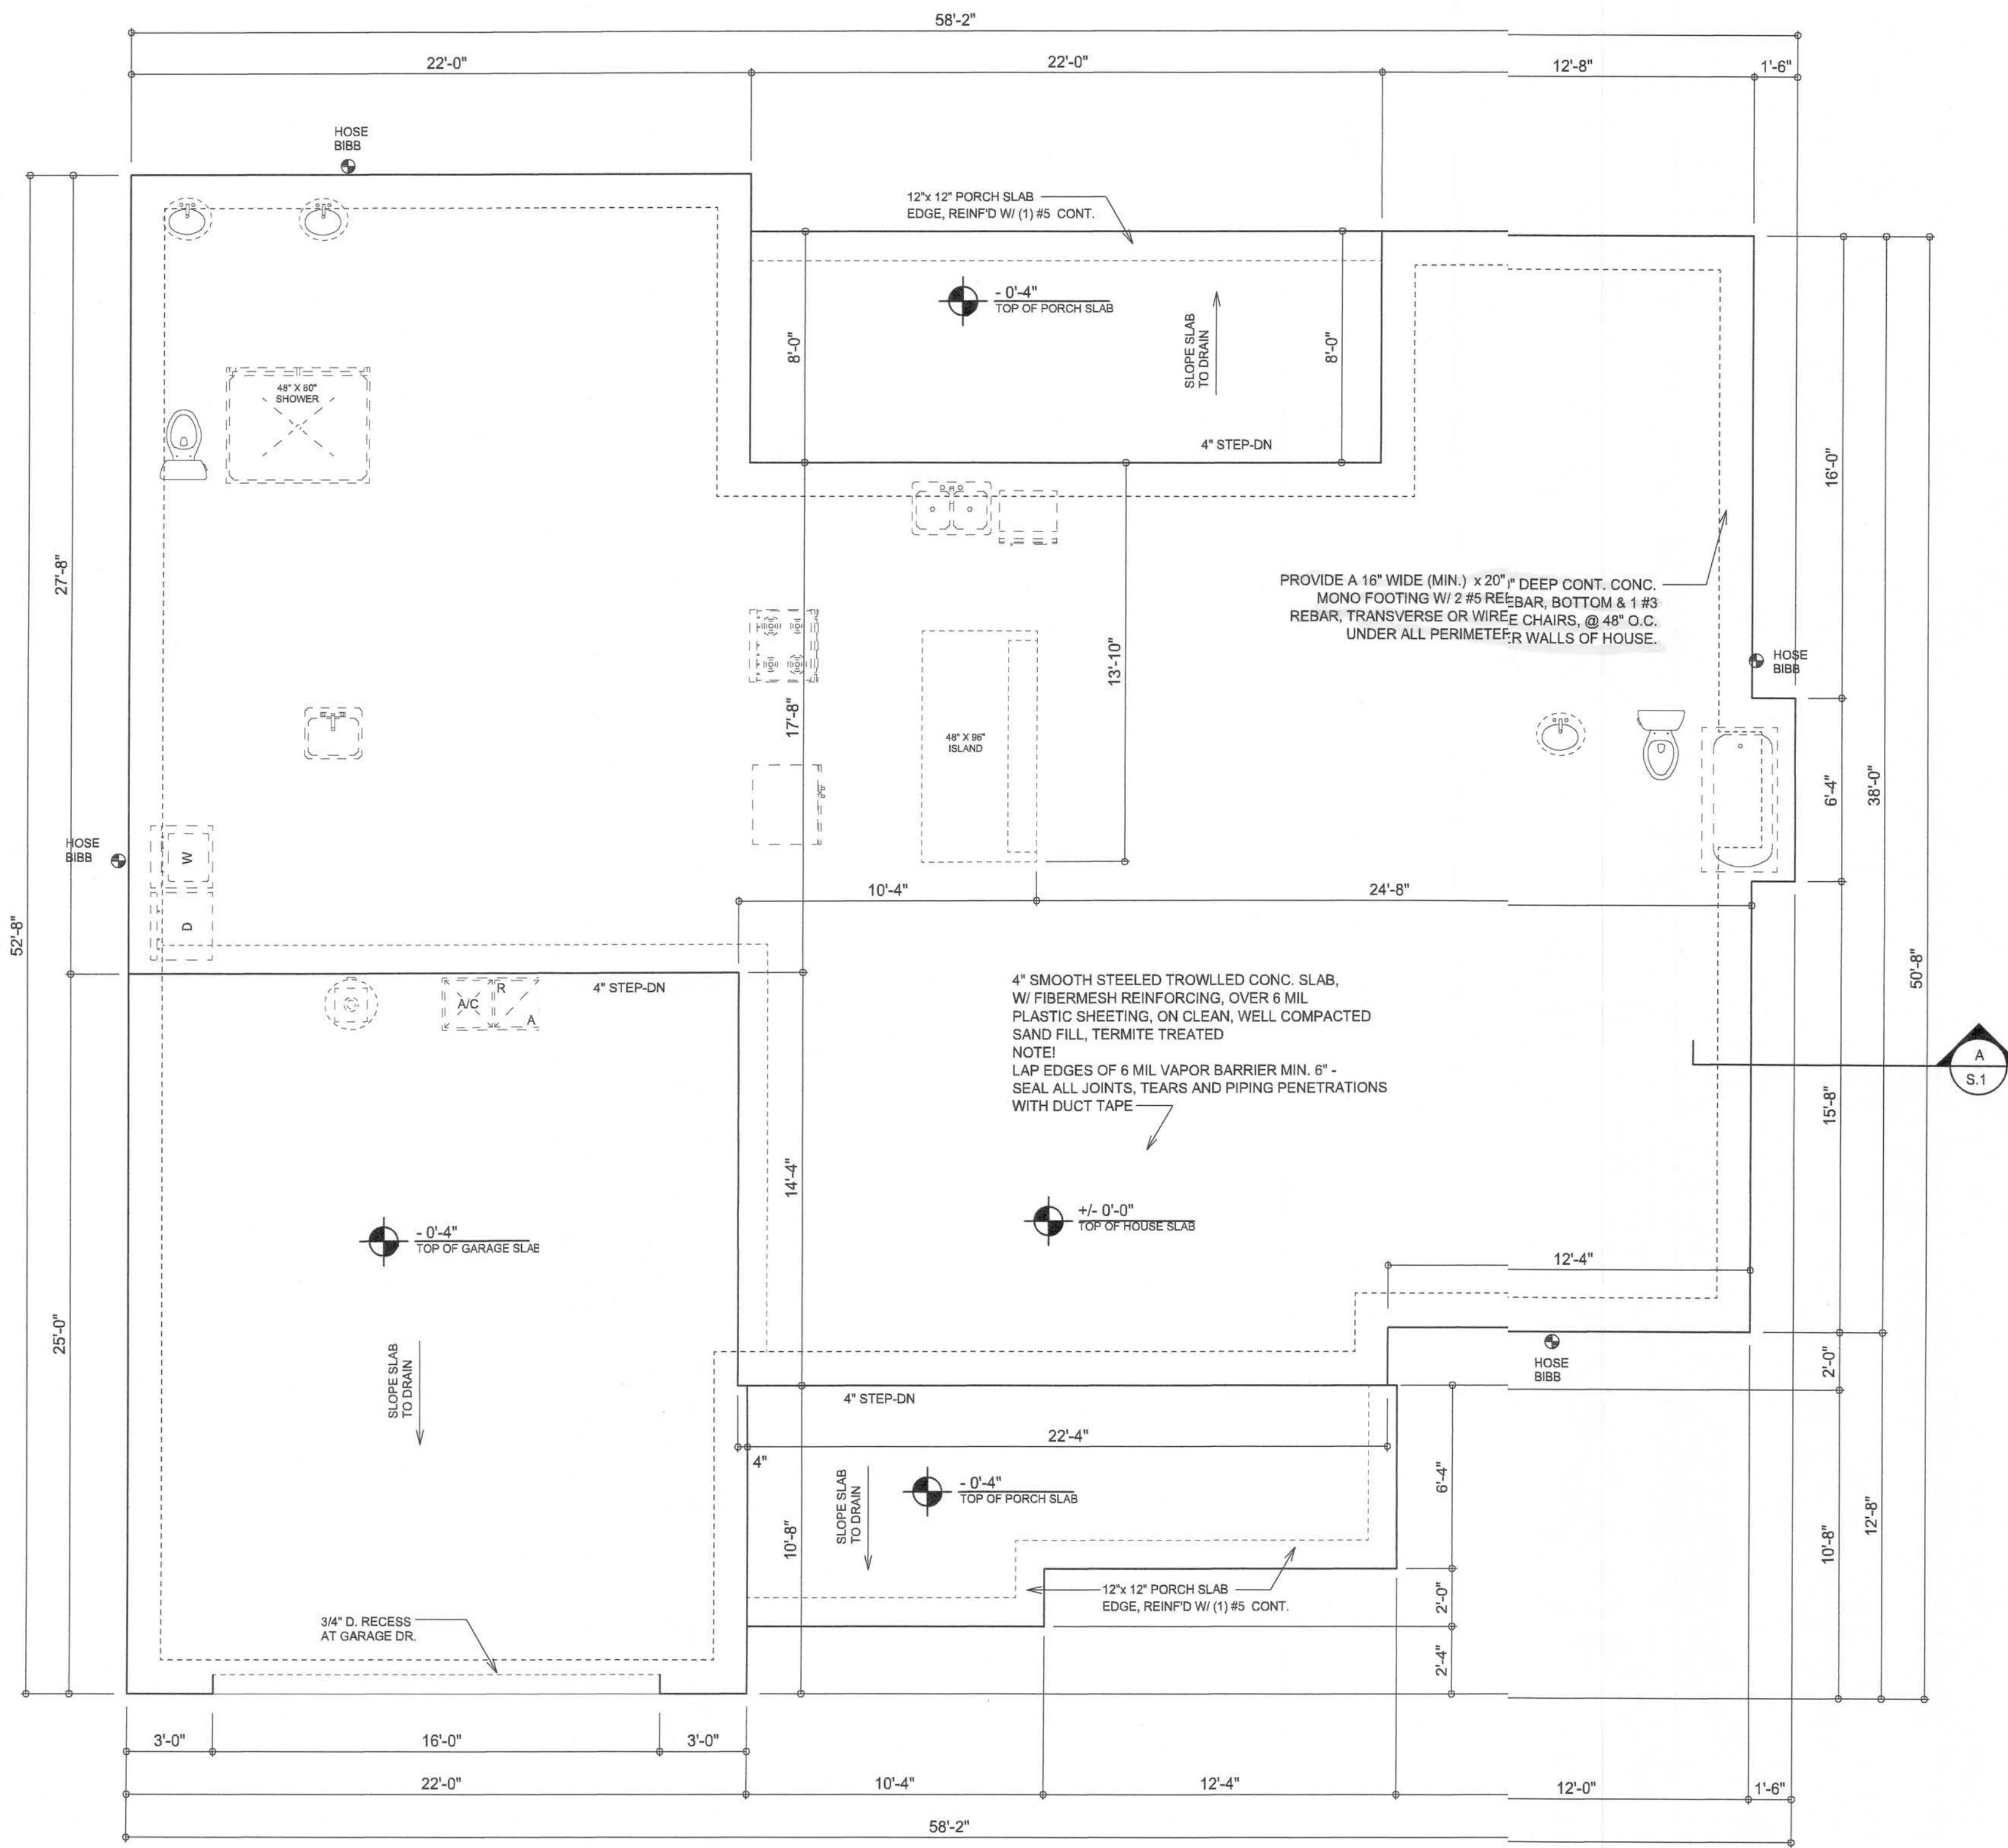 58'-2"
22'-0"
22'-0"
12'-8"
1'-6"
HOSE
BIBB
12"x 12" PORCH SLAB
EDGE, REINF'D W/ (1) #5 CONT.
- 0'-4"
TOP OF PORCH SLAB
SLOPE SLAB
TO DRAIN
8'-0"
8'-0"
48" X 60"
SHOWER
4" STEP-DN
16'-0"
27'-8"
PROVIDE A 16" WIDE (MIN.) x 20" DEEP CONT. CONC.
MONO FOOTING W/ 2 #5 REBAR, BOTTOM & 1 #3
REBAR, TRANSVERSE OR WIRE CHAIRS, @ 48" O.C.
UNDER ALL PERIMETER WALLS OF HOUSE.
13'-10"
HOSE
BIBB
17'-8"
48" X 96"
ISLAND
6'-4"
38'-0"
HOSE
BIBB
W
D
10'-4"
24'-8"
52'-8"
50'-8"
4" STEP-DN
R
A/C
A
4" SMOOTH STEELED TROWLLED CONC. SLAB,
W/ FIBERMESH REINFORCING, OVER 6 MIL
PLASTIC SHEETING, ON CLEAN, WELL COMPACTED
SAND FILL, TERMITE TREATED
NOTE!
LAP EDGES OF 6 MIL VAPOR BARRIER MIN. 6" -
SEAL ALL JOINTS, TEARS AND PIPING PENETRATIONS
WITH DUCT TAPE
A
S.1
15'-8"
14'-4"
+/- 0'-0"
TOP OF HOUSE SLAB
- 0'-4"
TOP OF GARAGE SLAB
12'-4"
25'-0"
SLOPE SLAB
TO DRAIN
HOSE
BIBB
2'-0"
4" STEP-DN
22'-4"
4"
- 0'-4"
TOP OF PORCH SLAB
SLOPE SLAB
TO DRAIN
6'-4"
10'-8"
12'-8"
10'-8"
12"x 12" PORCH SLAB
EDGE, REINF'D W/ (1) #5 CONT.
2'-0"
3/4" D. RECESS
AT GARAGE DR.
2'-4"
3'-0"
16'-0"
3'-0"
22'-0"
10'-4"
12'-4"
12'-0"
1'-6"
58'-2"